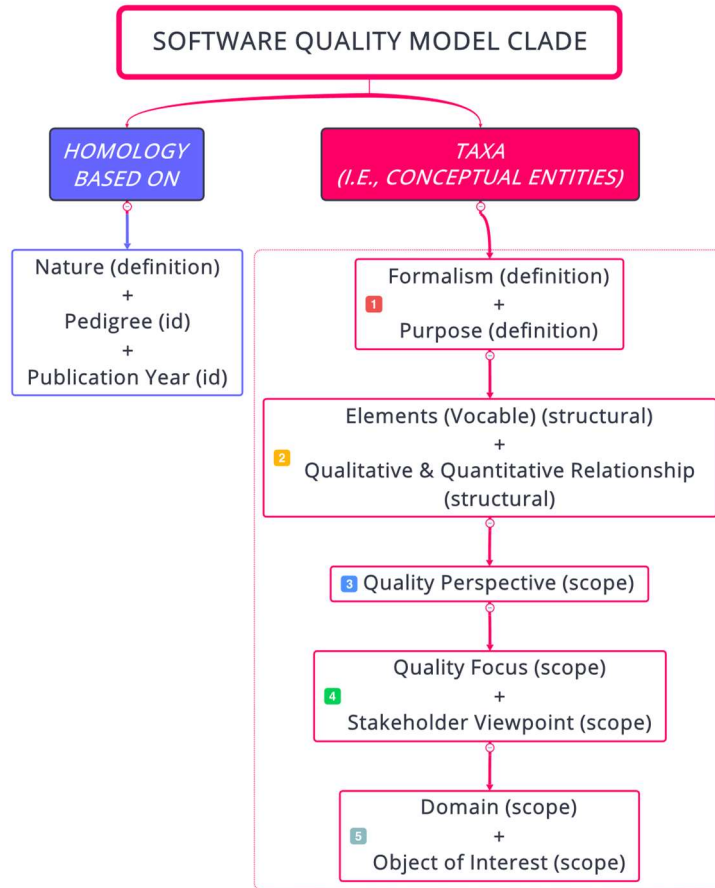 SOFTWARE QUALITY MODEL CLADE
HOMOLOGY
BASED ON
TAXA
(I.E., CONCEPTUAL ENTITIES)
Nature (definition)
+
Pedigree (id)
+
Publication Year (id)
1
Formalism (definition)
+
Purpose (definition)
2
Elements (Vocable) (structural)
+
Qualitative & Quantitative Relationship
(structural)
3 Quality Perspective (scope)
4
Quality Focus (scope)
+
Stakeholder Viewpoint (scope)
5
Domain (scope)
+
Object of Interest (scope)